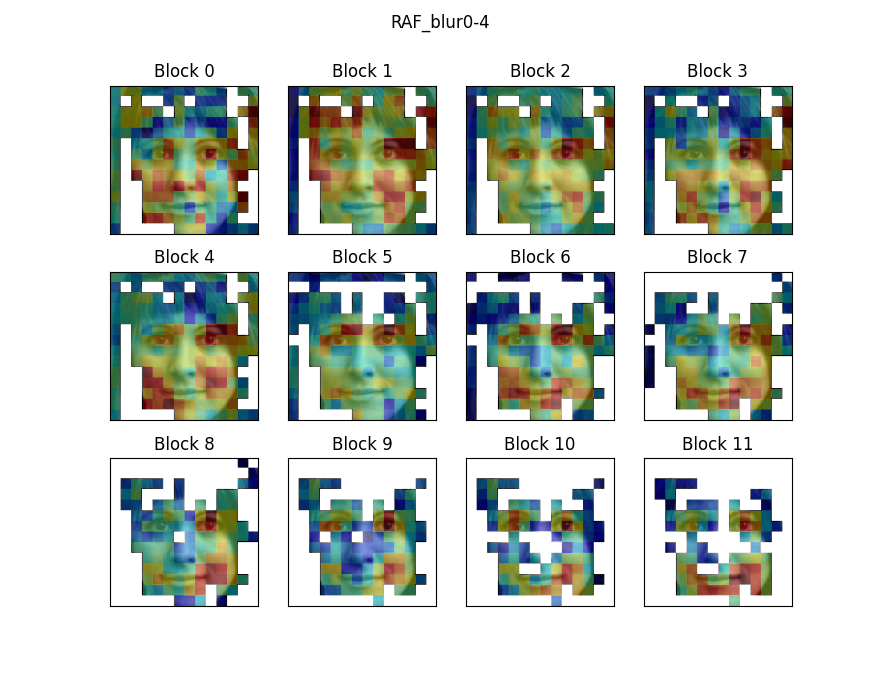 RAF_blur0-4
Block 0
Block 1
Block 2
Block 3
Block 4
Block 5
Block 6
Block 7
Block 8
Block 9
Block 10
Block 11